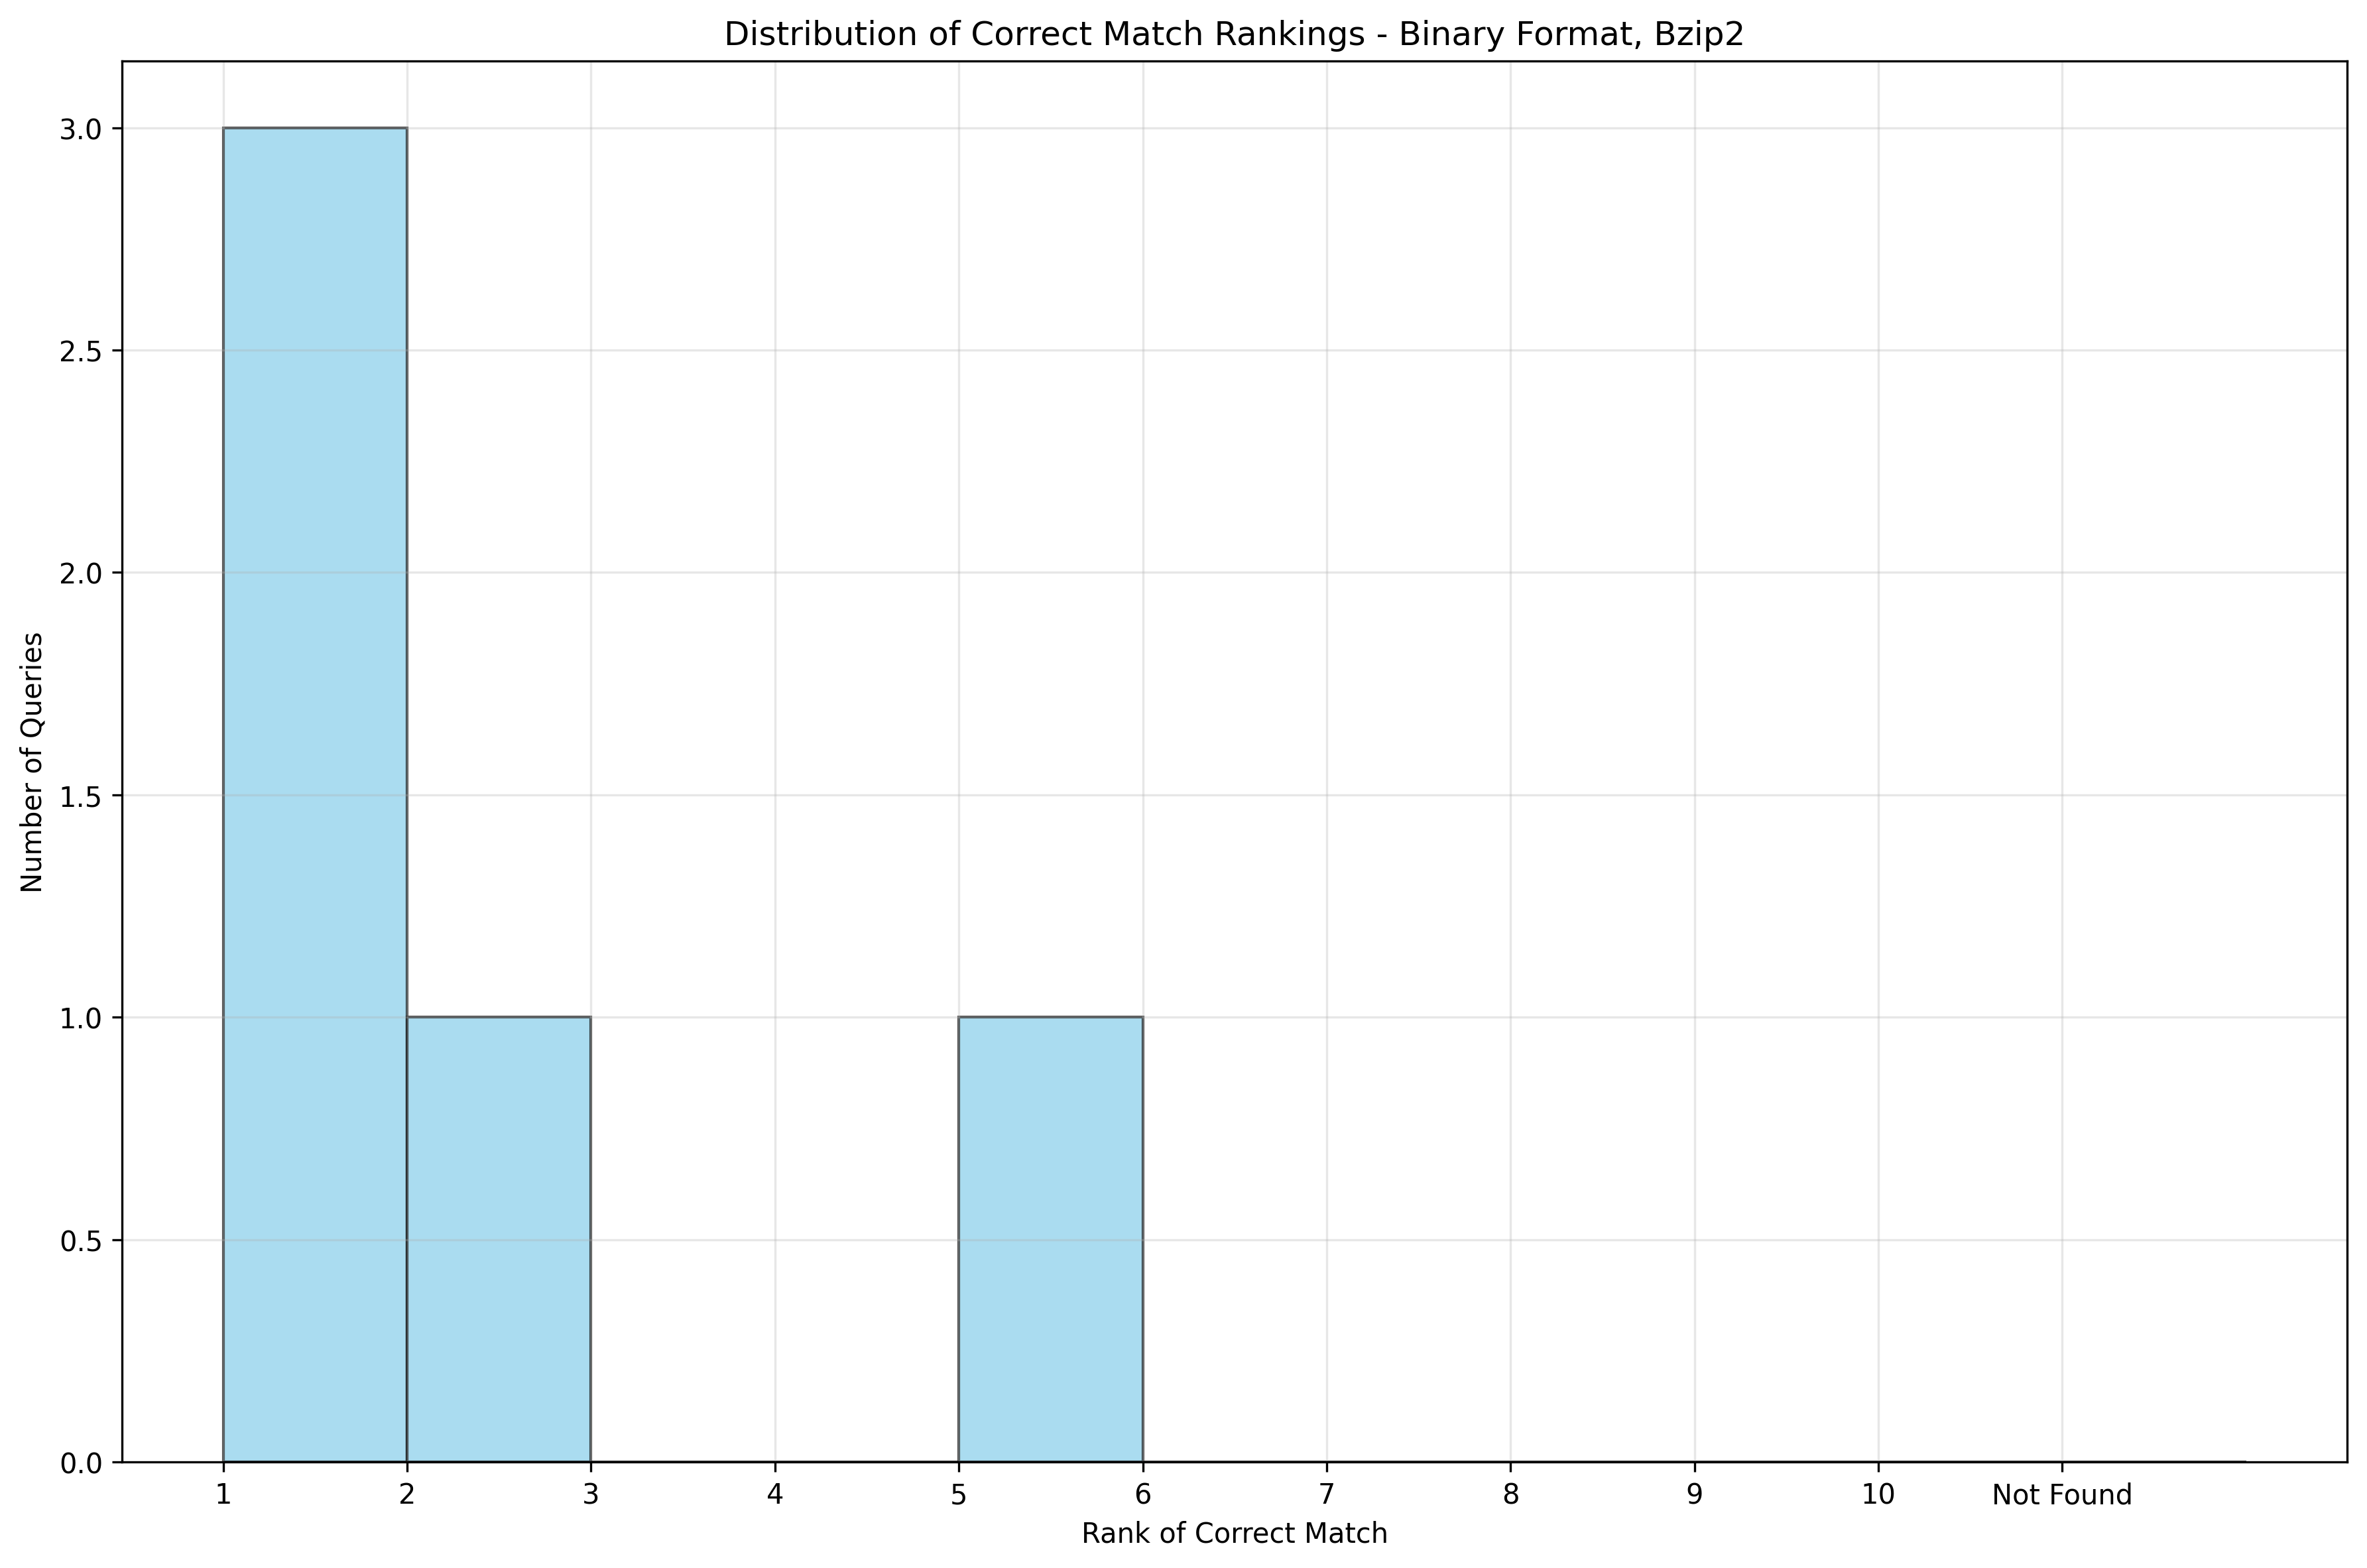 Distribution of Correct Match Rankings - Binary Format, Bzip2
3.0
2.5
2.0
1.5
1.0
0.5
0.0
Number of Queries
1 2 3 4 5 6 7 8 9 10 Not Found
Rank of Correct Match